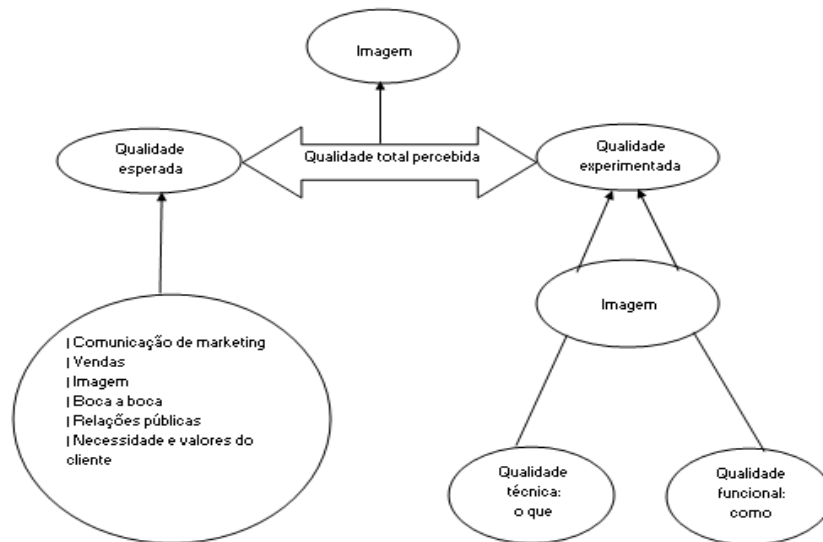 Imagem
Qualidade
esperada
Qualidade total percebida
Qualidade
experimentada
| Comunicação de marketing
| Vendas
| Imagem
| Boca a boca
| Relações públicas
| Necessidade e valores do
cliente
Imagem
Qualidade
técnica:
o que
Qualidade
funcional:
como